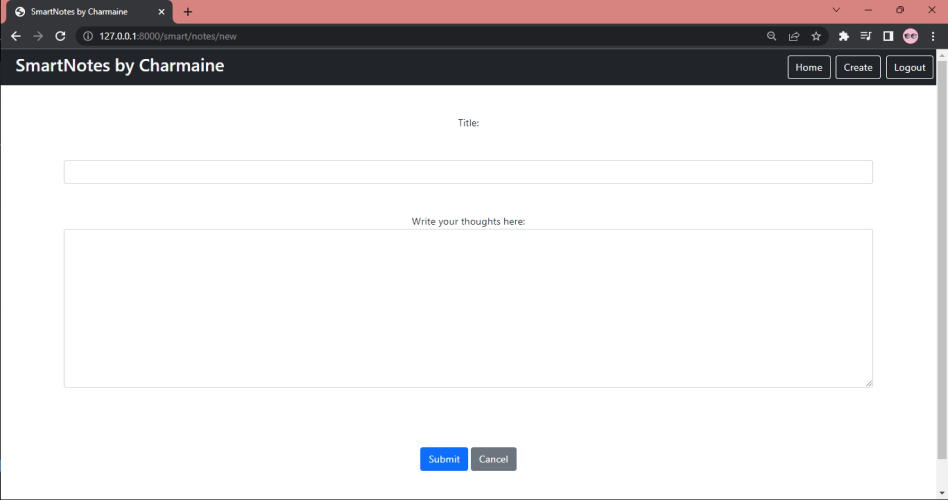 SmartNotes by Charmaine
127.0.0.1:8000/smart/notes/new
SmartNotes by Charmaine
Home
Create
Logout
Title:
Write your thoughts here:
Submit
Cancel